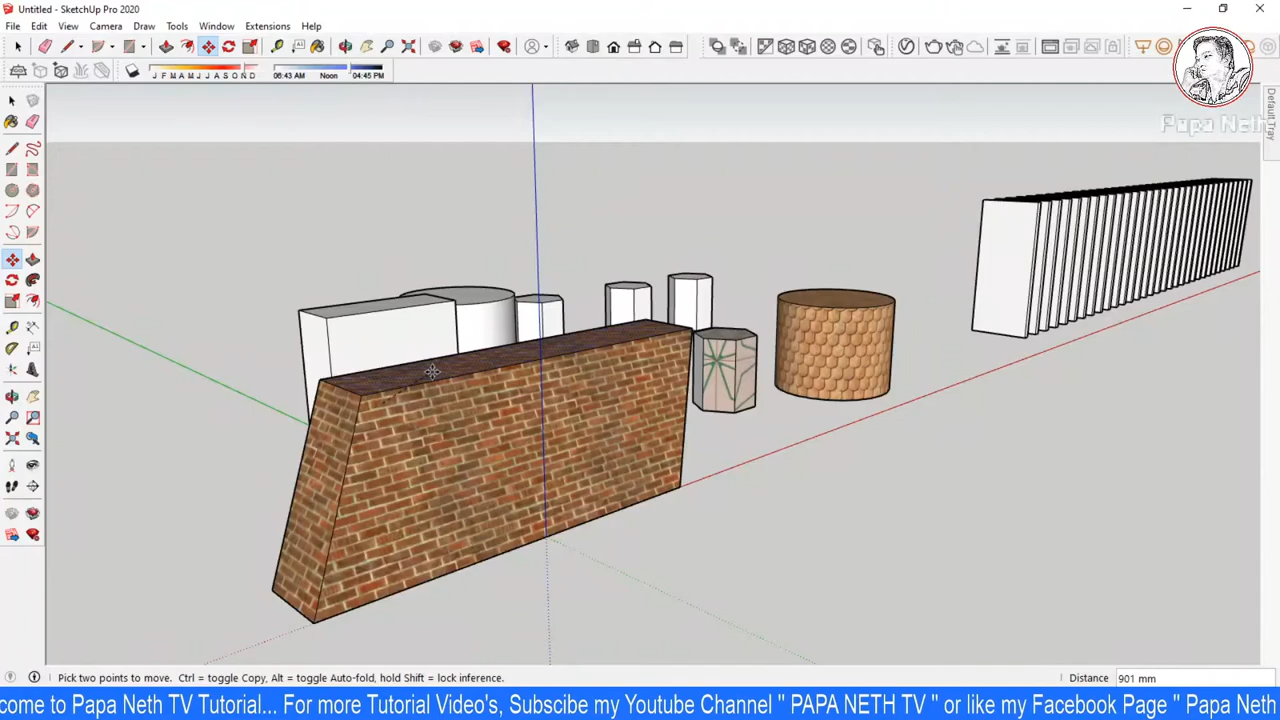 Untitled - SketchUp Pro 2020
File Edit View Camera Draw Tools Window Extensions Help
J F M A M J J A S O N D 06:43 AM Noon 04:45 PM
Default Tray
Papa Neth
Pick two points to move. Ctrl = toggle Copy, Alt = toggle Auto-fold, hold Shift = lock inference.
Distance 901 mm
come to Papa Neth TV Tutorial... For more Tutorial Video's, Subscibe my Youtube Channel " PAPA NETH TV " or like my Facebook Page " Papa Neth